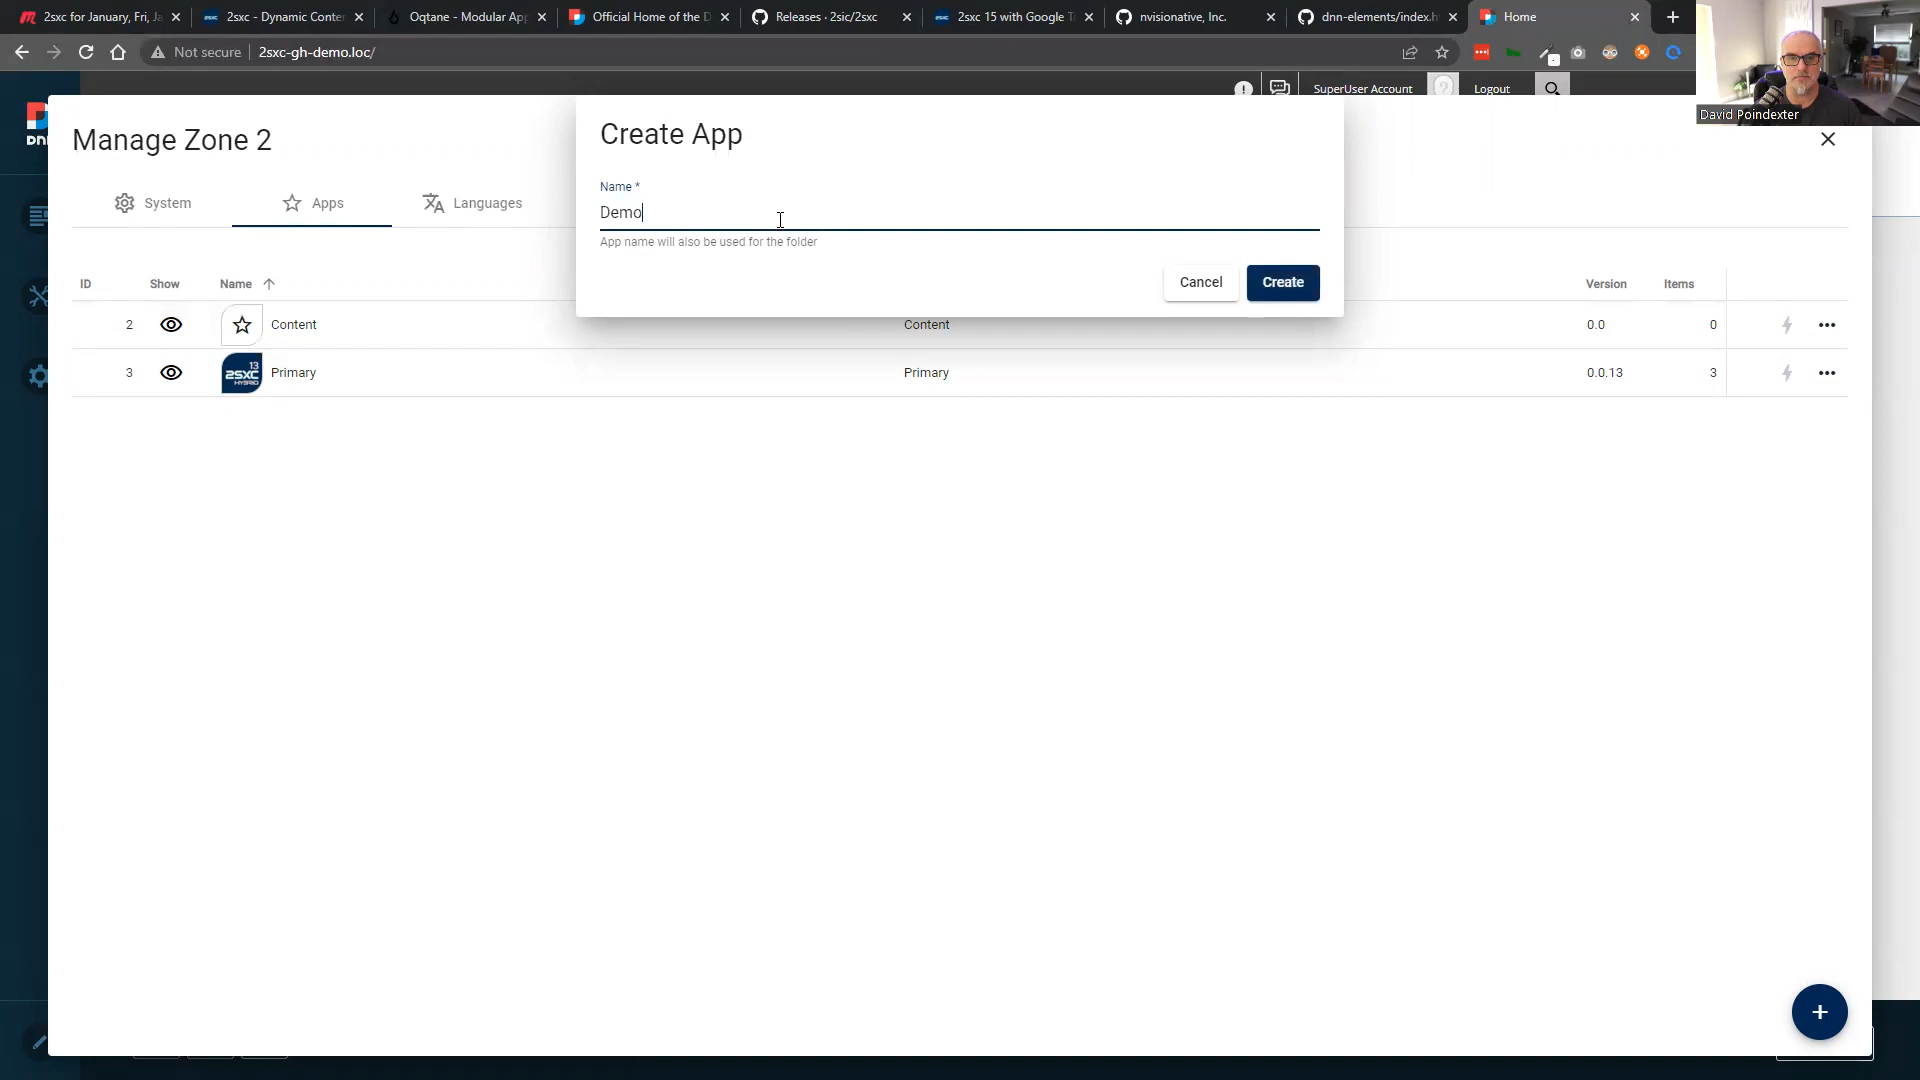 2sxc for January, Fri, Ja
2sxc - Dynamic Conter
Oqtane - Modular App
Official Home of the D
Releases · 2sic/2sxc
2sxc 15 with Google T
nvisionative, Inc.
dnn-elements/index.h
Home
Not secure
2sxc-gh-demo.loc/
SuperUser Account
Logout
David Poindexter
Manage Zone 2
Create App
System
Apps
Languages
Name *
Demo
App name will also be used for the folder
Cancel
Create
ID
Show
Name
Version
Items
2
Content
Content
0.0
0
3
13
2SXC
HYBRID
Primary
Primary
0.0.13
3